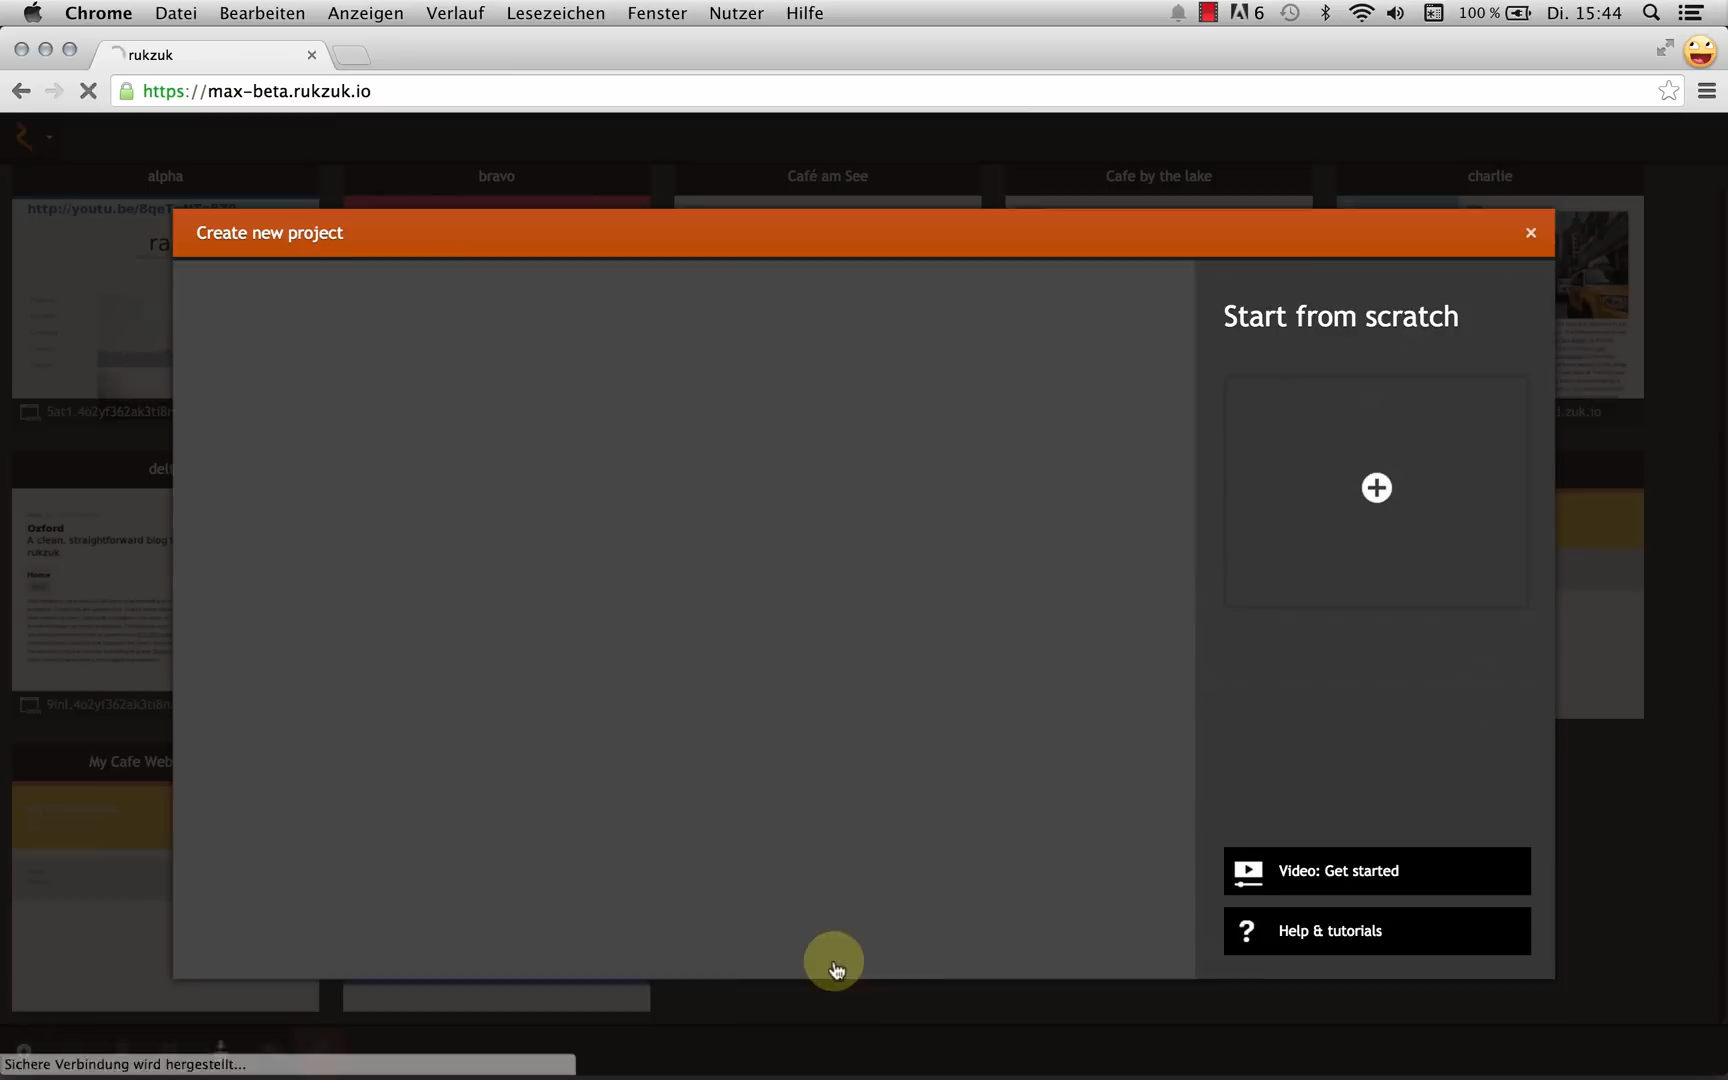 Chrome Datei Bearbeiten Anzeigen Verlauf Lesezeichen Fenster Nutzer Hilfe 6 100 % Di. 15:44
rukzuk
https://max-beta.rukzuk.io
alpha bravo Café am See Cafe by the lake charlie
Create new project
Start from scratch
Oxford
A clean, straightforward blog
rukzuk
Home
My Cafe Web
Video: Get started
Help & tutorials
Sichere Verbindung wird hergestellt...